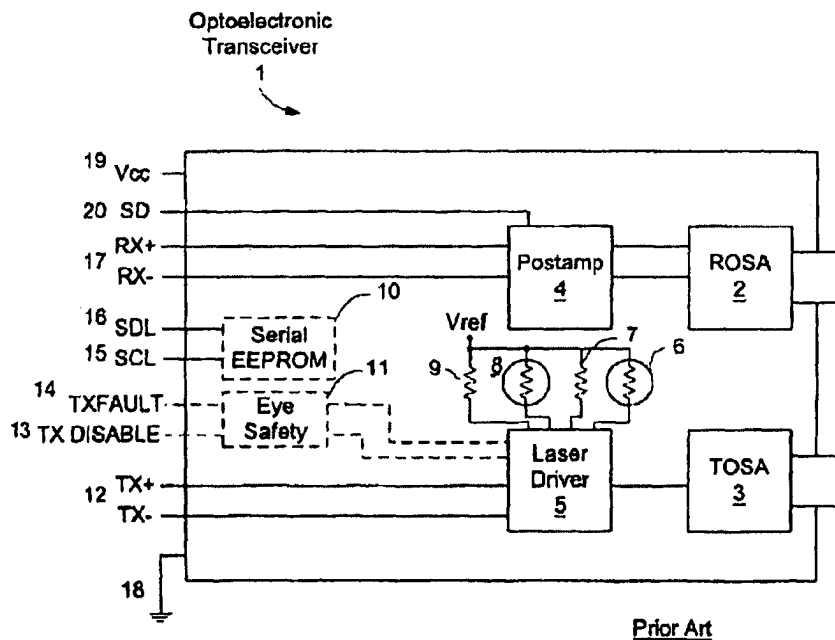 Optoelectronic
Transceiver
1
19
Vcc
20 SD
RX+
17
RX-
Postamp
4
ROSA
2
16
SDL
15 SCL
Serial
EEPROM
10
Vref
9
8
7
6
14
TXFAULT
13 TX DISABLE
Eye
Safety
11
12 TX+
TX-
Laser
Driver
5
TOSA
3
18
Prior Art